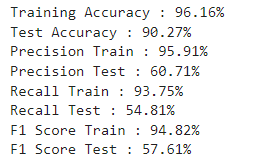 Training Accuracy : 96.16%
Test Accuracy : 90.27%
Precision Train : 95.91%
Precision Test : 60.71%
Recall Train : 93.75%
Recall Test : 54.81%
F1 Score Train : 94.82%
F1 Score Test : 57.61%